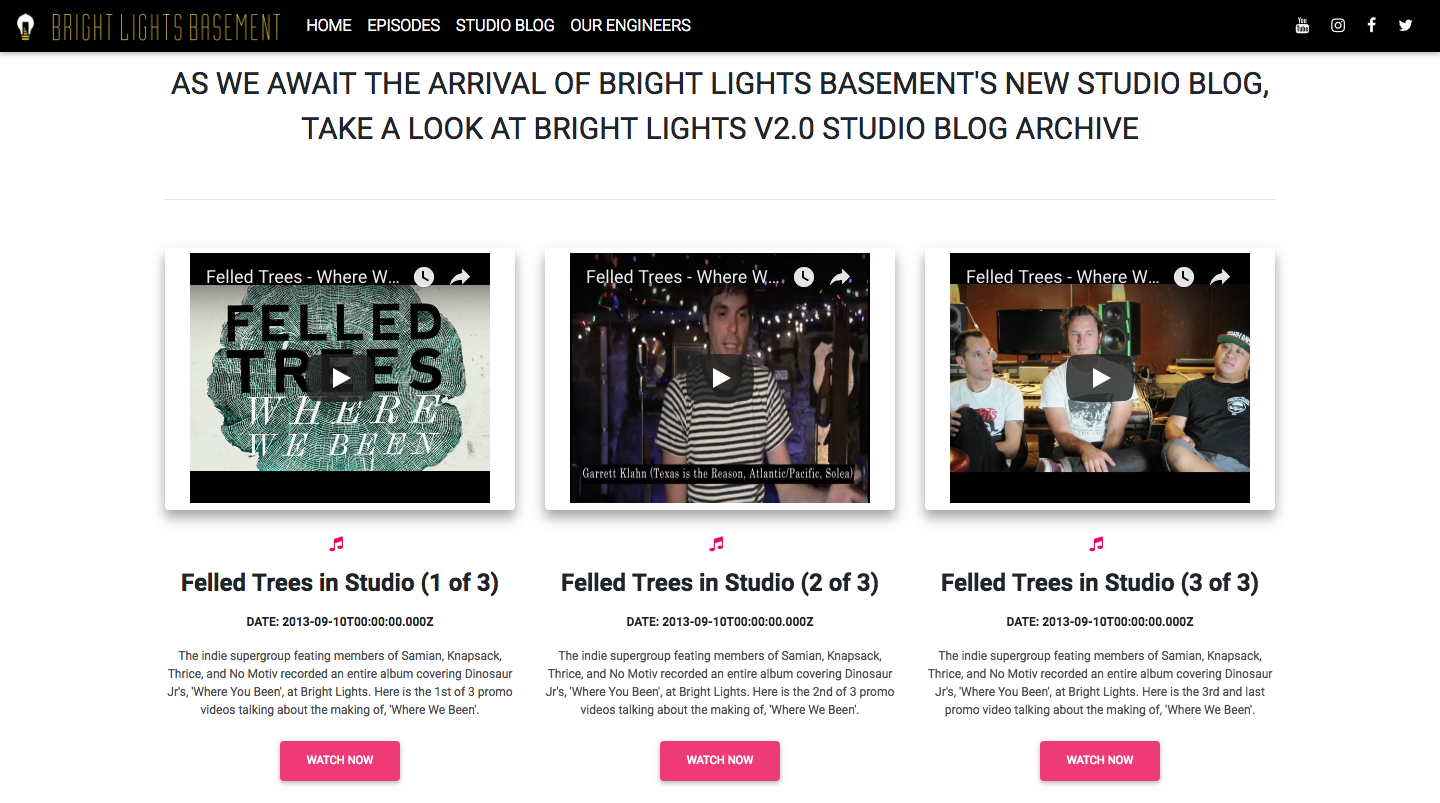 BRIGHT LIGHTS BASEMENT HOME EPISODES STUDIO BLOG OUR ENGINEERS You Tube
AS WE AWAIT THE ARRIVAL OF BRIGHT LIGHTS BASEMENT'S NEW STUDIO BLOG,
TAKE A LOOK AT BRIGHT LIGHTS V2.0 STUDIO BLOG ARCHIVE
Felled Trees - Where W...
FELLED
TREES
WHERE
WE BEEN
Felled Trees in Studio (1 of 3)
DATE: 2013-09-10T00:00:00.000Z
The indie supergroup feating members of Samian, Knapsack,
Thrice, and No Motiv recorded an entire album covering Dinosaur
Jr's, 'Where You Been', at Bright Lights. Here is the 1st of 3 promo
videos talking about the making of, 'Where We Been'.
WATCH NOW
Felled Trees - Where W...
Garrett Klahn (Texas is the Reason, Atlantic/Pacific, Solea)
Felled Trees in Studio (2 of 3)
DATE: 2013-09-10T00:00:00.000Z
The indie supergroup feating members of Samian, Knapsack,
Thrice, and No Motiv recorded an entire album covering Dinosaur
Jr's, 'Where You Been', at Bright Lights. Here is the 2nd of 3 promo
videos talking about the making of, 'Where We Been'.
WATCH NOW
Felled Trees - Where W...
Felled Trees in Studio (3 of 3)
DATE: 2013-09-10T00:00:00.000Z
The indie supergroup feating members of Samian, Knapsack,
Thrice, and No Motiv recorded an entire album covering Dinosaur
Jr's, 'Where You Been', at Bright Lights. Here is the 3rd and last
promo video talking about the making of, 'Where We Been'.
WATCH NOW